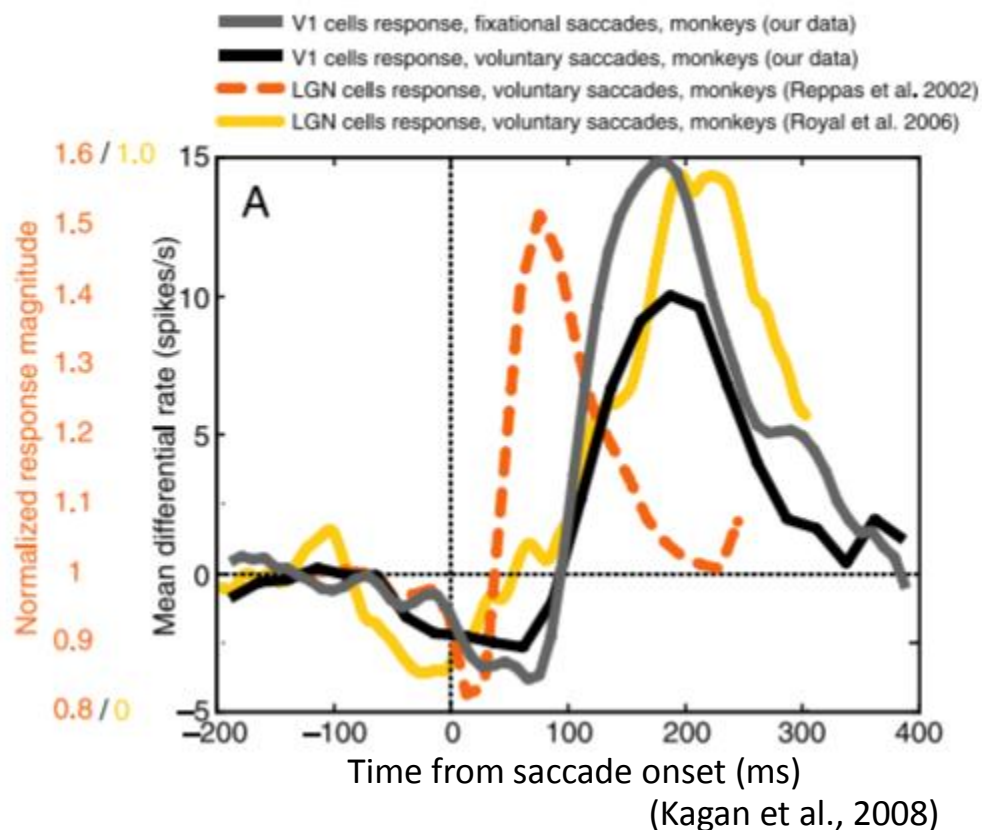 V1 cells response, fixational saccades, monkeys (our data)
V1 cells response, voluntary saccades, monkeys (our data)
LGN cells response, voluntary saccades, monkeys (Reppas et al. 2002)
LGN cells response, voluntary saccades, monkeys (Royal et al. 2006)
A
Normalized response magnitude
1.6 / 1.0
1.5
1.4
1.3
1.2
1.1
1
0.9
0.8 / 0
Mean differential rate (spikes/s)
15
10
5
0
–5
–200
–100
0
100
200
300
400
Time from saccade onset (ms)
(Kagan et al., 2008)